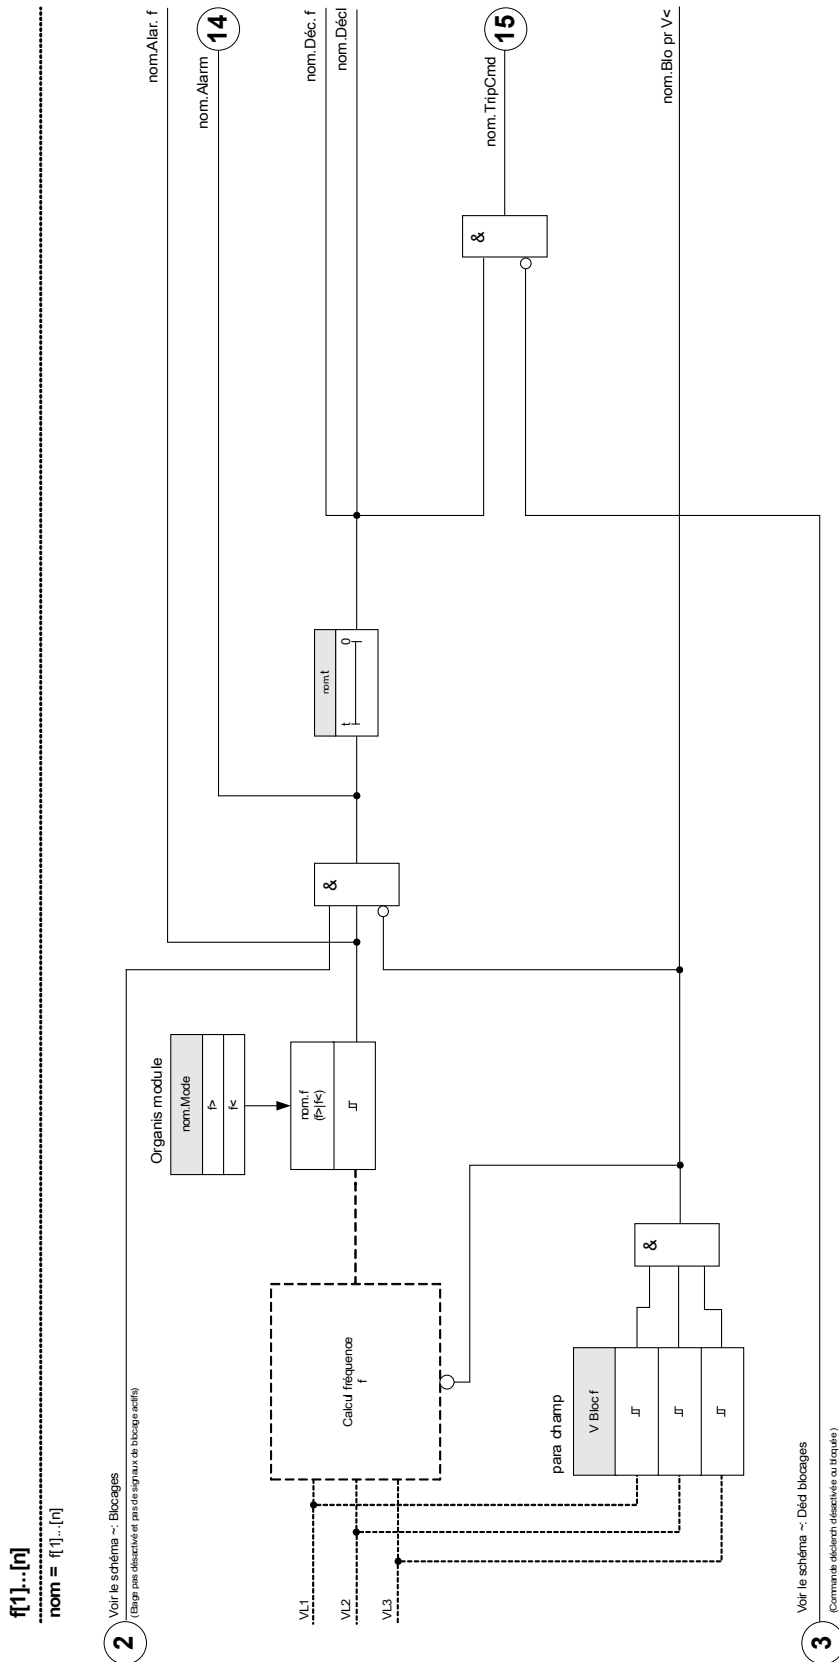 f[1]...[n]
nom = f[1]...[n]
2
Voir le schéma ~: Blocages
(Etage pas désactivé et pas de signaux de blocage actifs)
VL1
VL2
VL3
Calcul fréquence
f
Organis module
nom.Mode
f>
f<
nom.f
(f>|f<)
&
nom.t
t
0
nom.Alar. f
nom.Alarm
14
nom.Déc. f
nom.Décl
&
nom.TripCmd
15
nom.Blo pr V<
para champ
V Bloc f
&
3
Voir le schéma ~: Déd blocages
(Commande déclench désactivée ou bloquée )